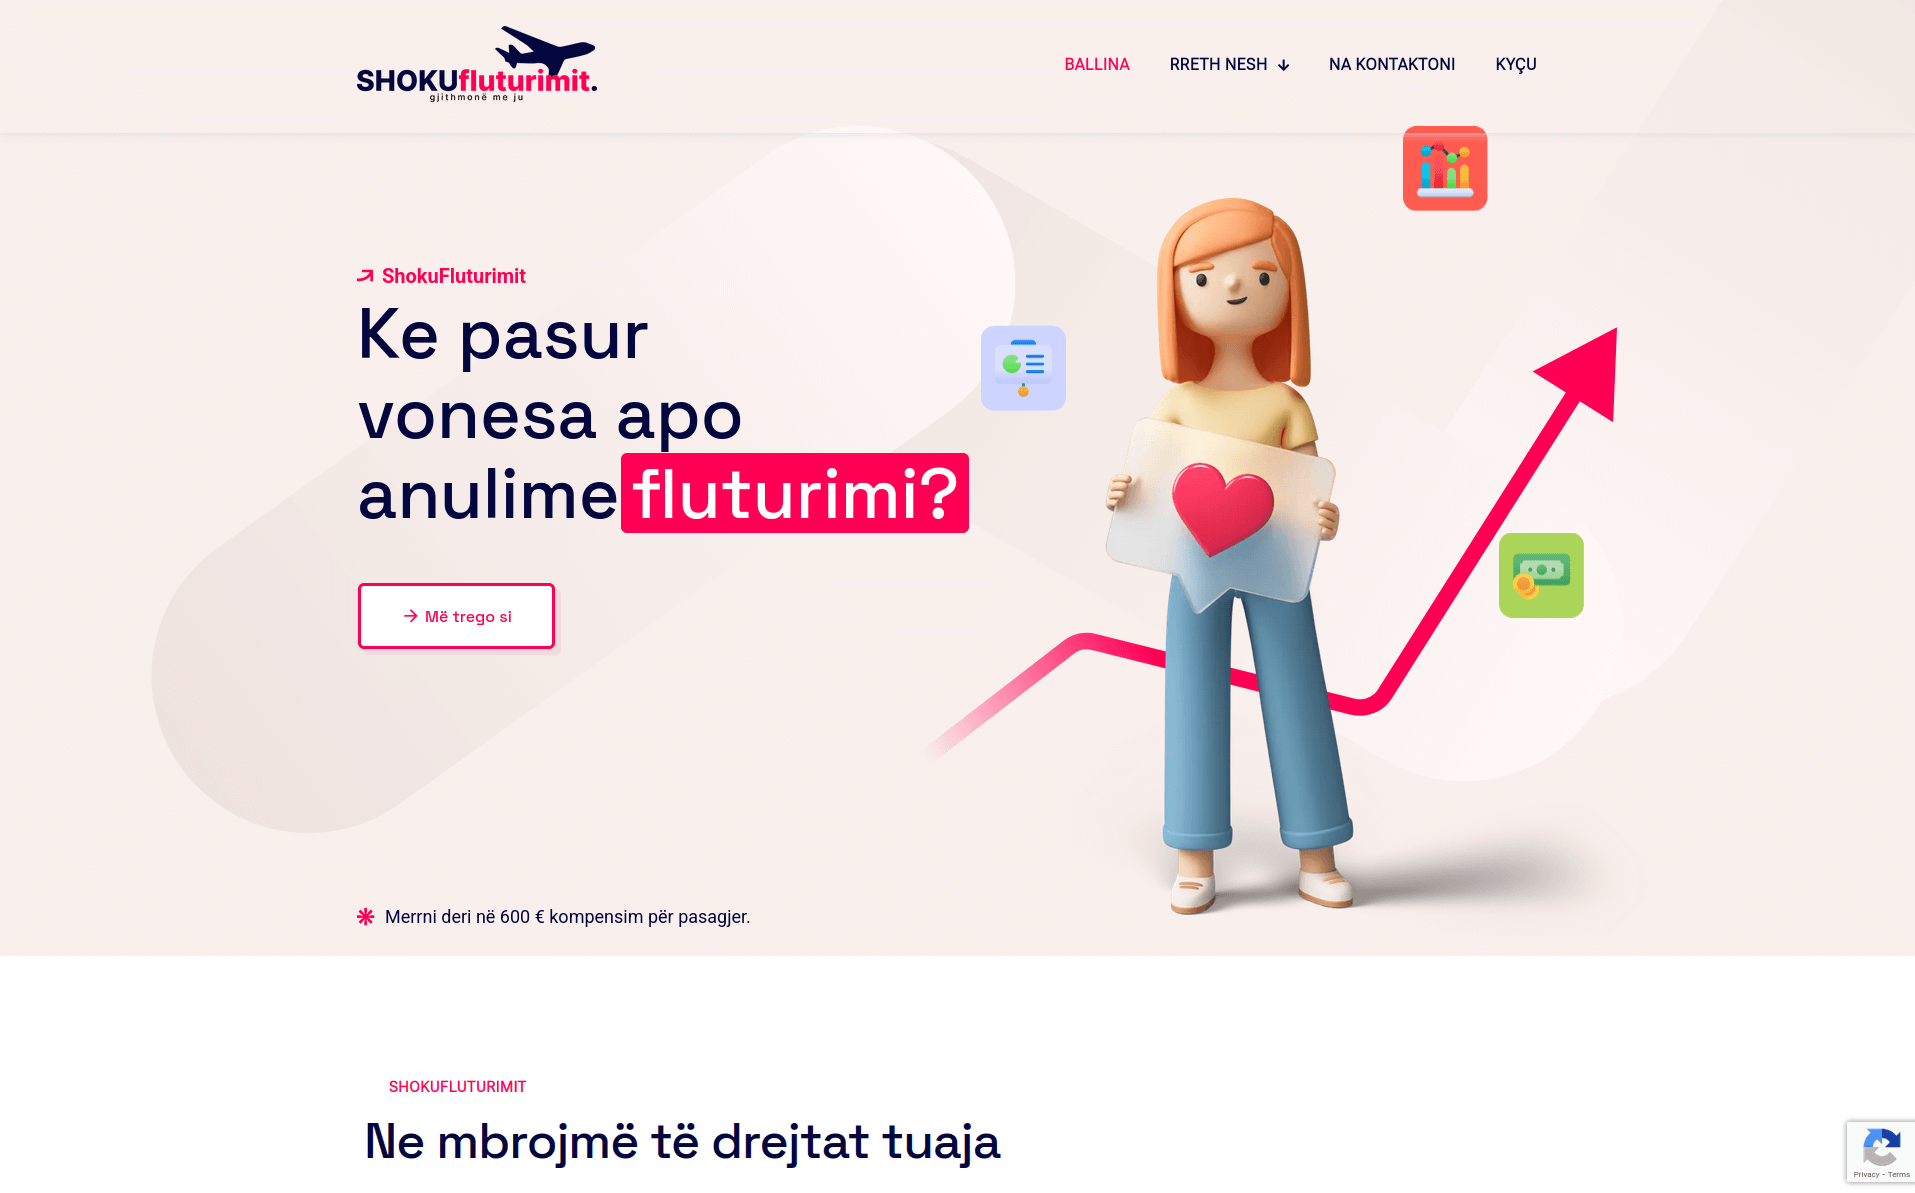 SHOKUfluturimit.
gjithmonë me ju
BALLINA
RRETH NESH
NA KONTAKTONI
KYÇU
ShokuFluturimit
Ke pasur
vonesa apo
anulime fluturimi?
Më trego si
Merrni deri në 600 € kompensim për pasagjer.
SHOKUFLUTURIMIT
Ne mbrojmë të drejtat tuaja
Privacy - Terms